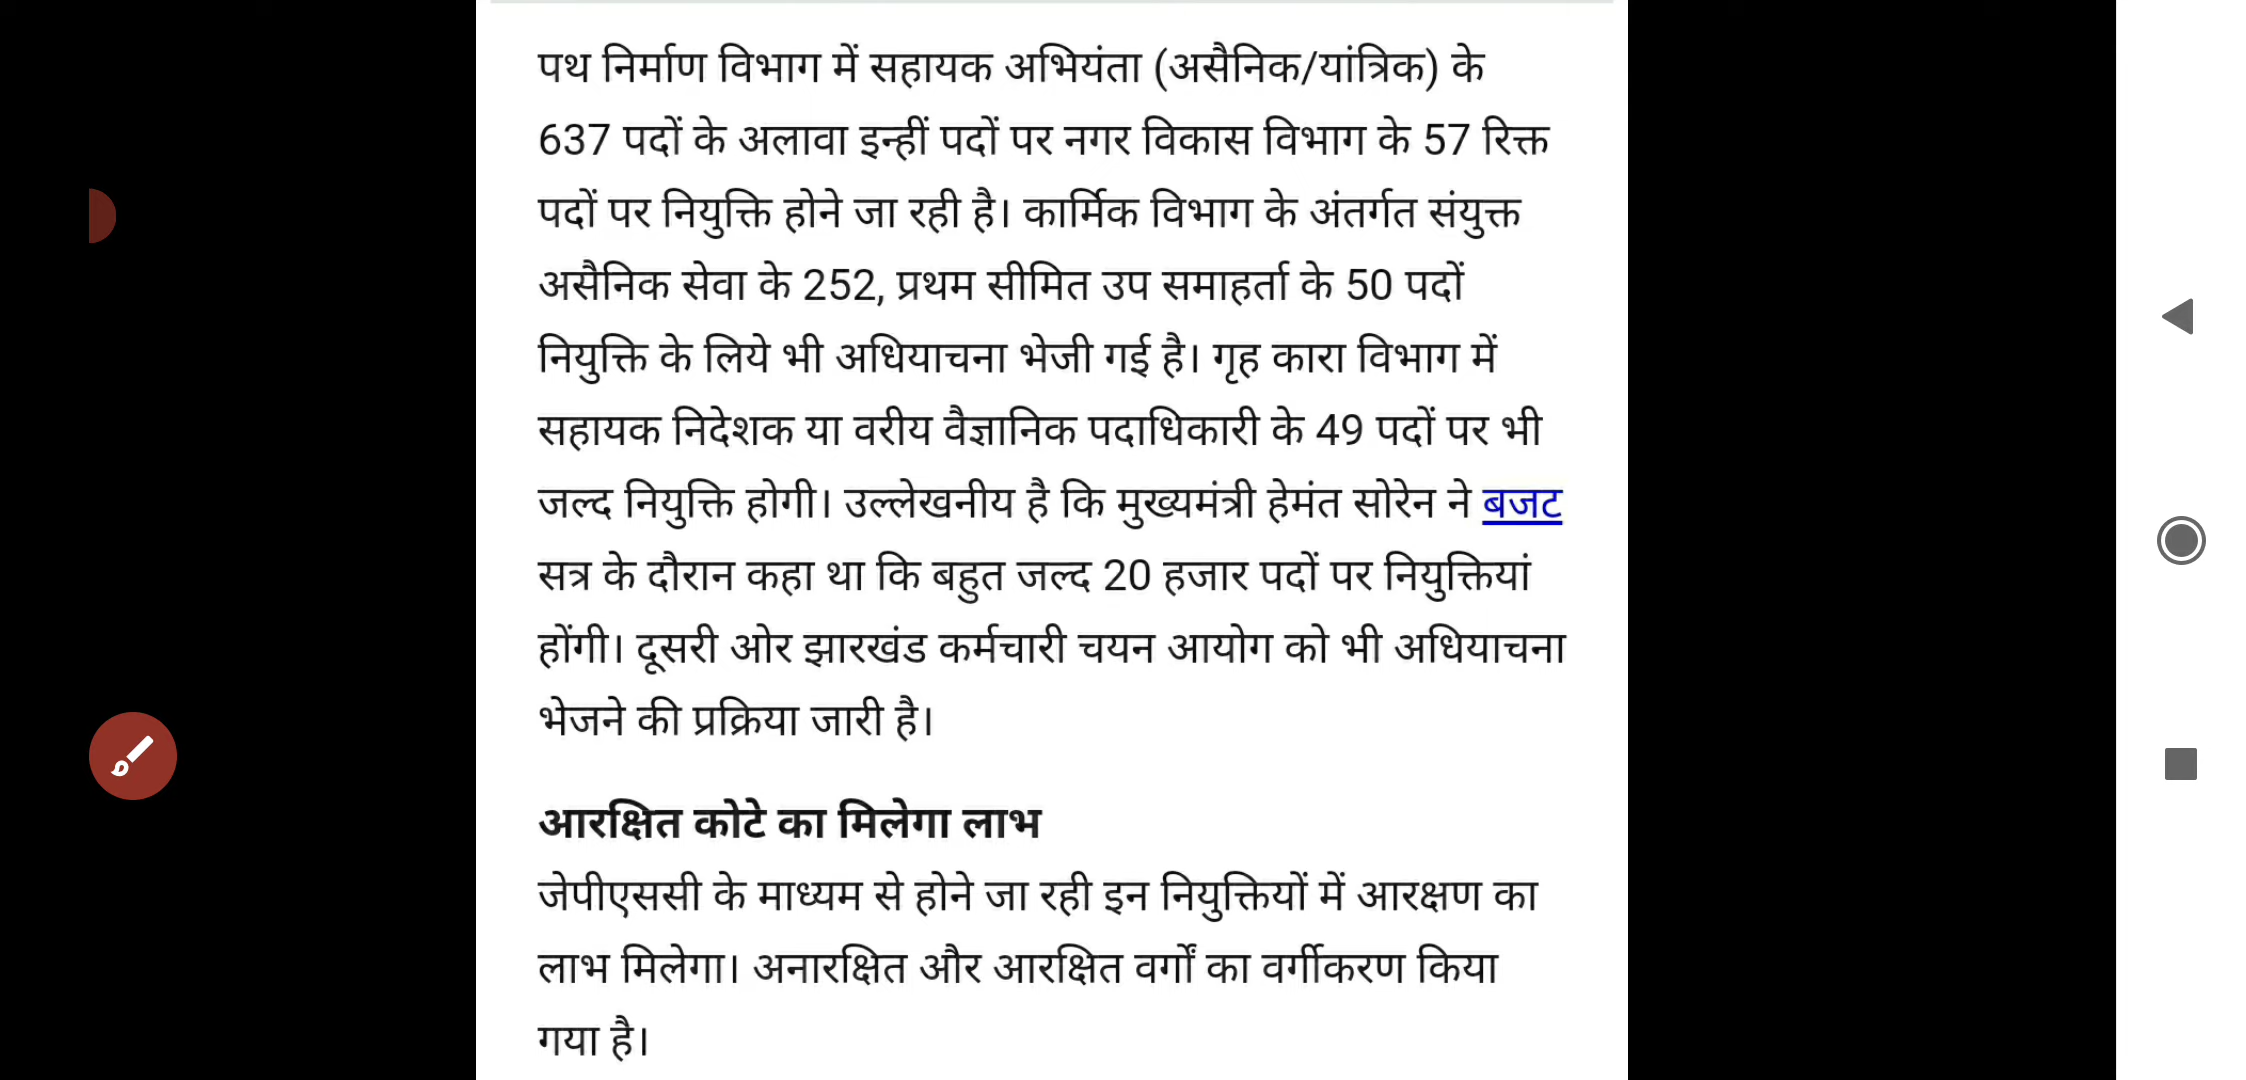 पथ निर्माण विभाग में सहायक अभियंता (असैनिक/यांत्रिक) के
637 पदों के अलावा इन्हीं पदों पर नगर विकास विभाग के 57 रिक्त
पदों पर नियुक्ति होने जा रही है। कार्मिक विभाग के अंतर्गत संयुक्त
असैनिक सेवा के 252, प्रथम सीमित उप समाहर्ता के 50 पदों
नियुक्ति के लिये भी अधियाचना भेजी गई है। गृह कारा विभाग में
सहायक निदेशक या वरीय वैज्ञानिक पदाधिकारी के 49 पदों पर भी
जल्द नियुक्ति होगी। उल्लेखनीय है कि मुख्यमंत्री हेमंत सोरेन ने बजट
सत्र के दौरान कहा था कि बहुत जल्द 20 हजार पदों पर नियुक्तियां
होंगी। दूसरी ओर झारखंड कर्मचारी चयन आयोग को भी अधियाचना
भेजने की प्रक्रिया जारी है।
आरक्षित कोटे का मिलेगा लाभ
जेपीएससी के माध्यम से होने जा रही इन नियुक्तियों में आरक्षण का
लाभ मिलेगा। अनारक्षित और आरक्षित वर्गों का वर्गीकरण किया
गया है।